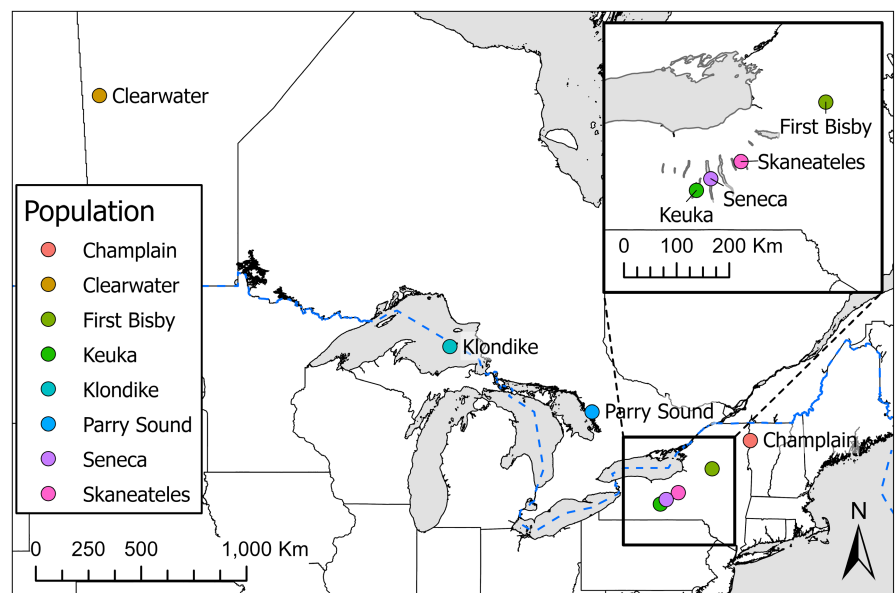 Clearwater
First Bisby
Skaneateles
Seneca
Keuka
0 100 200 Km
Population
Champlain
Clearwater
First Bisby
Keuka
Klondike
Parry Sound
Seneca
Skaneateles
Klondike
Parry Sound
Champlain
N
0 250 500 1,000 Km